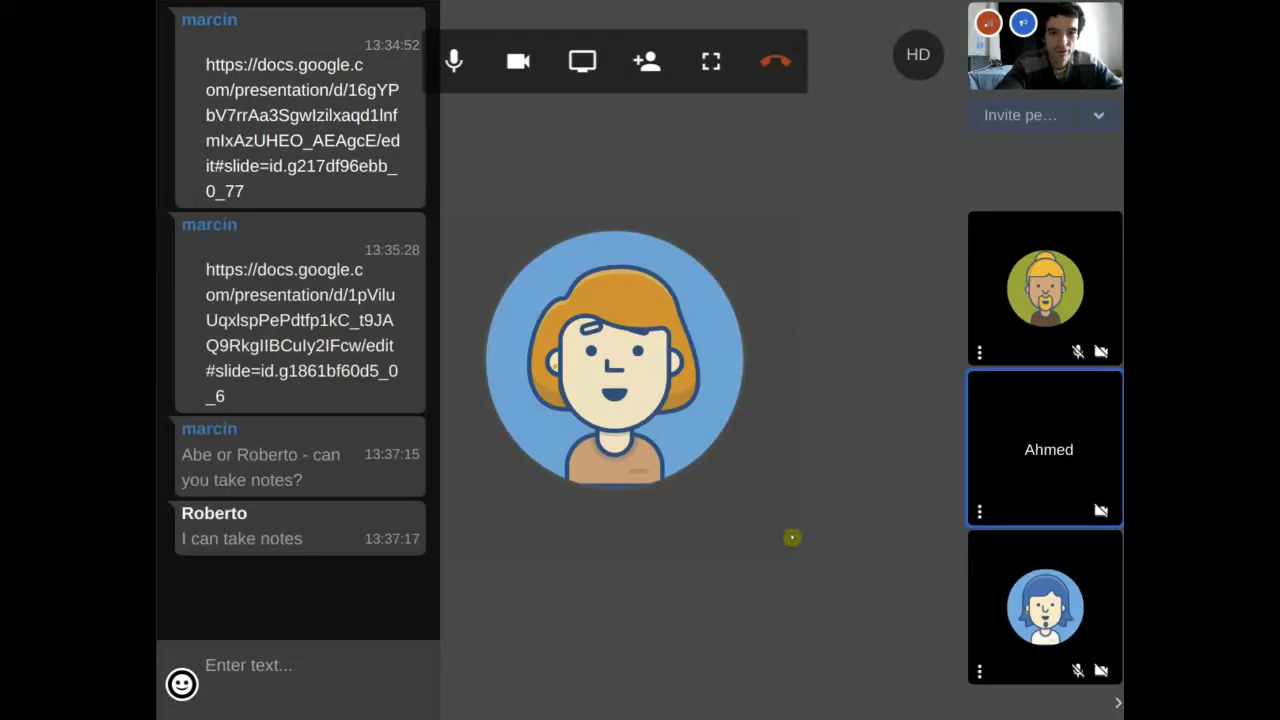 marcin
13:34:52
https://docs.google.c
om/presentation/d/16gYP
bV7rrAa3SgwIzilxaqd1lnf
mIxAzUHEO_AEAgcE/ed
it#slide=id.g217df96ebb_
0_77
marcin
13:35:28
https://docs.google.c
om/presentation/d/1pVilu
UqxlspPePdtfp1kC_t9JA
Q9RkgIIBCuIy2IFcw/edit
#slide=id.g1861bf60d5_0
_6
marcin
Abe or Roberto - can 13:37:15
you take notes?
Roberto
I can take notes 13:37:17
Enter text...
HD
Invite pe...
Ahmed